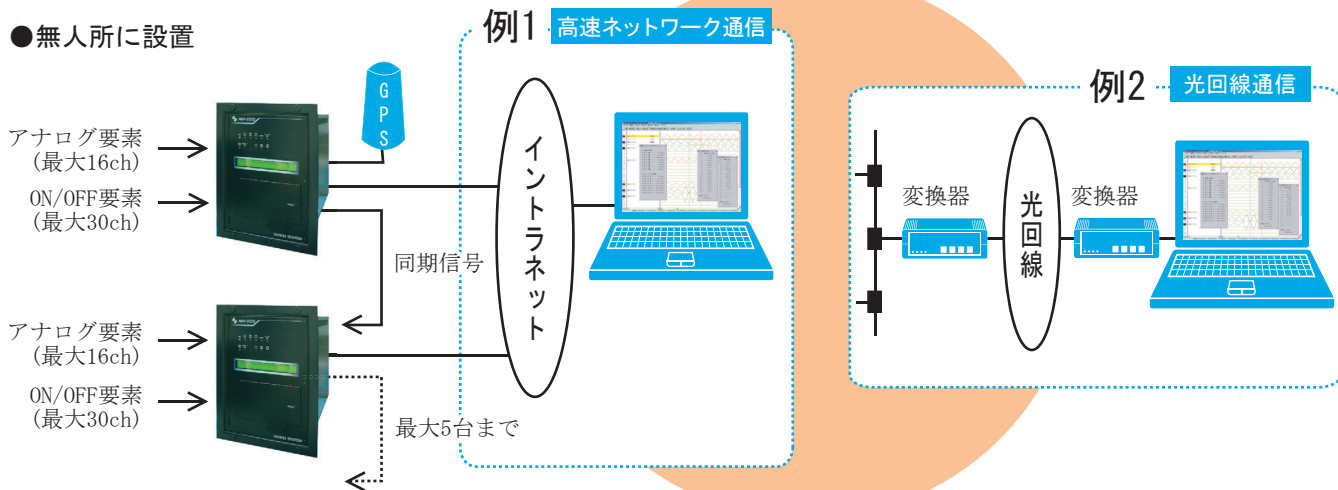 ●無人所に設置
例1 高速ネットワーク通信
GPS
アナログ要素
(最大16ch)
ON/OFF要素
(最大30ch)
同期信号
アナログ要素
(最大16ch)
ON/OFF要素
(最大30ch)
最大5台まで
イントラネット
例2 光回線通信
変換器
光回線
変換器